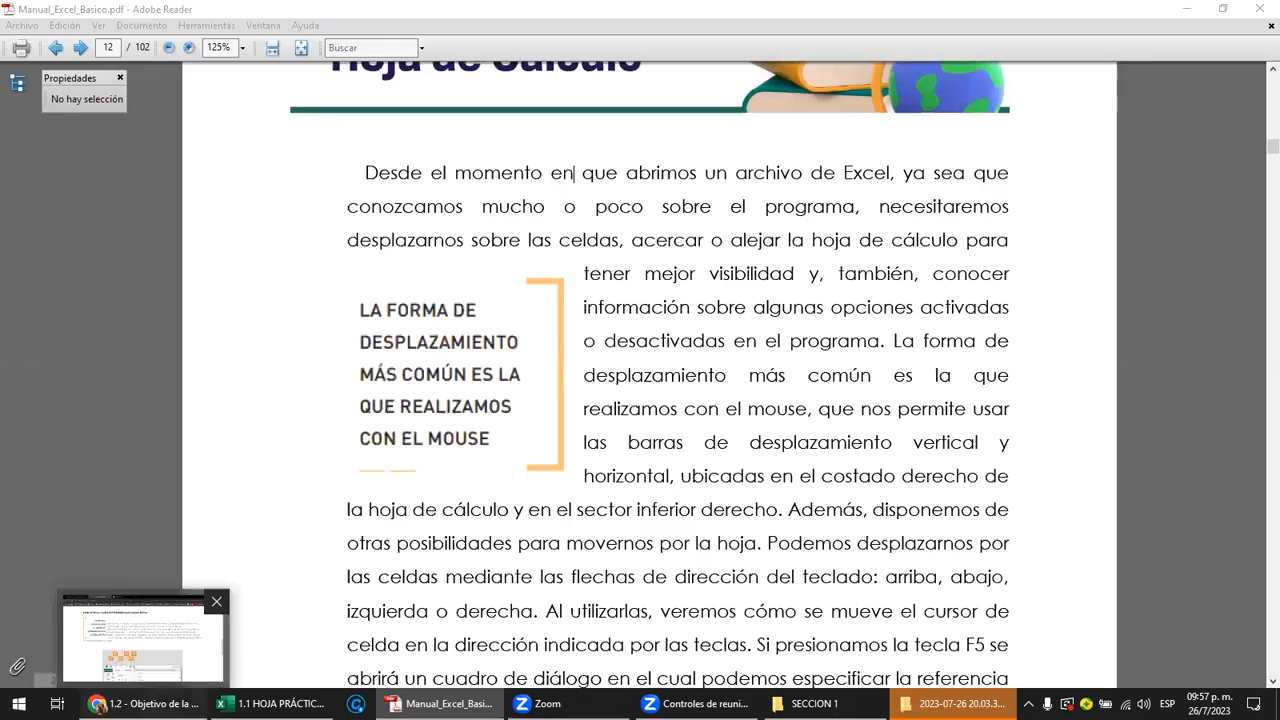 Manual_Excel_Basico.pdf - Adobe Reader
Archivo Edición Ver Documento Herramientas Ventana Ayuda
12 / 102 125% Buscar
Propiedades
No hay selección
Hoja de Cálculo
Desde el momento en que abrimos un archivo de Excel, ya sea que
conozcamos mucho o poco sobre el programa, necesitaremos
desplazarnos sobre las celdas, acercar o alejar la hoja de cálculo para
tener mejor visibilidad y, también, conocer
información sobre algunas opciones activadas
o desactivadas en el programa. La forma de
desplazamiento más común es la que
realizamos con el mouse, que nos permite usar
las barras de desplazamiento vertical y
horizontal, ubicadas en el costado derecho de
LA FORMA DE
DESPLAZAMIENTO
MÁS COMÚN ES LA
QUE REALIZAMOS
CON EL MOUSE
la hoja de cálculo y en el sector inferior derecho. Además, disponemos de
otras posibilidades para movernos por la hoja. Podemos desplazarnos por
las celdas mediante las flechas de dirección del teclado: arriba, abajo,
izquierda o derecha. Al utilizarlas, veremos cómo se mueve el cursor de
celda en la dirección indicada por las teclas. Si presionamos la tecla F5 se
abrirá un cuadro de diálogo en el cual podemos especificar la referencia
1.2 - Objetivo de la ... 1.1 HOJA PRÁCTIC... Manual_Excel_Basi... Zoom Controles de reuni... SECCION 1 2023-07-26 20.03.3... ESP
09:57 p. m.
26/07/2023